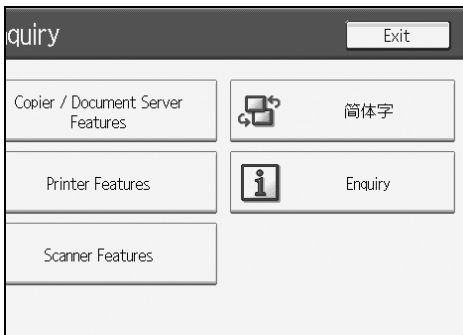 quiry
Exit
Copier / Document Server
Features
简体字
Printer Features
Enquiry
Scanner Features